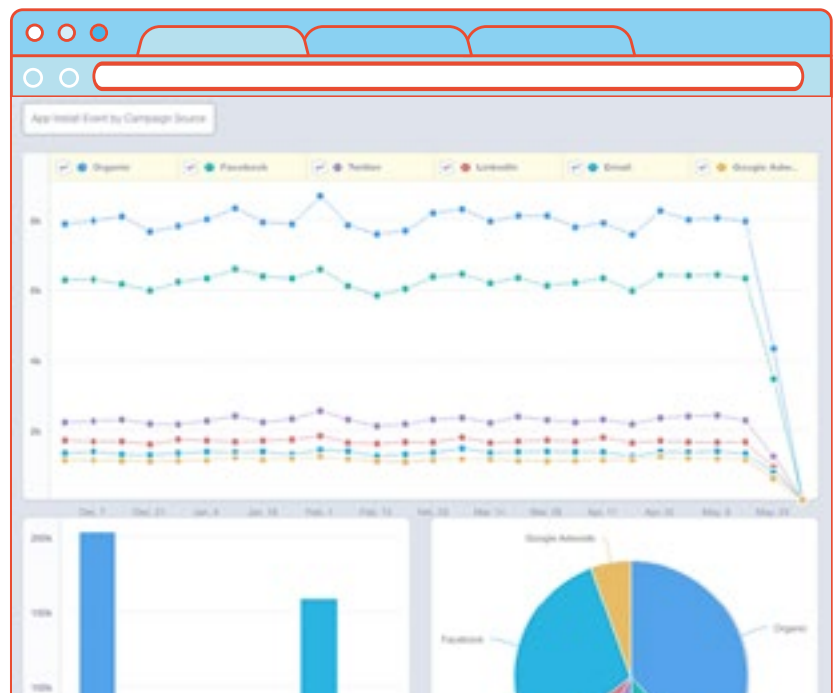 App Install Event by Campaign Source
Organic
Facebook
Twitter
LinkedIn
Email
Google Adw...
8k
6k
4k
2k
Dec. 7
Dec. 21
Jan. 4
Jan. 18
Feb. 1
Feb. 15
Mar. 28
Apr. 11
Apr. 25
May. 9
May. 23
200k
150k
100k
Google Adwords
Organic
Facebook